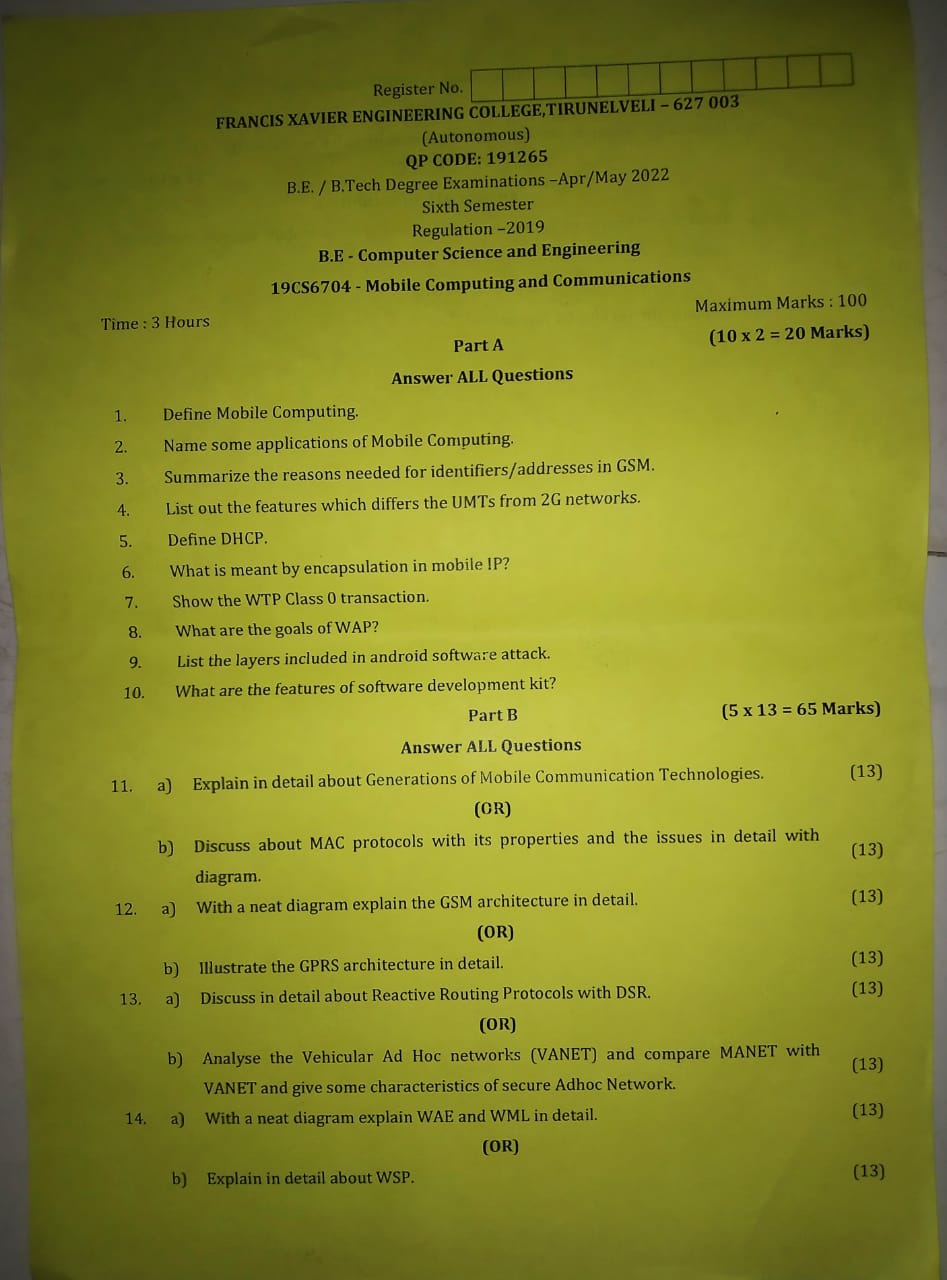 Register No.
FRANCIS XAVIER ENGINEERING COLLEGE,TIRUNELVELI – 627 003
(Autonomous)
QP CODE: 191265
B.E. / B.Tech Degree Examinations –Apr/May 2022
Sixth Semester
Regulation –2019
B.E - Computer Science and Engineering
19CS6704 - Mobile Computing and Communications
Time : 3 Hours Maximum Marks : 100
Part A (10 x 2 = 20 Marks)
Answer ALL Questions
1. Define Mobile Computing.
2. Name some applications of Mobile Computing.
3. Summarize the reasons needed for identifiers/addresses in GSM.
4. List out the features which differs the UMTs from 2G networks.
5. Define DHCP.
6. What is meant by encapsulation in mobile IP?
7. Show the WTP Class 0 transaction.
8. What are the goals of WAP?
9. List the layers included in android software attack.
10. What are the features of software development kit?
Part B (5 x 13 = 65 Marks)
Answer ALL Questions
11. a) Explain in detail about Generations of Mobile Communication Technologies. (13)
(OR)
b) Discuss about MAC protocols with its properties and the issues in detail with (13)
diagram.
12. a) With a neat diagram explain the GSM architecture in detail. (13)
(OR)
b) Illustrate the GPRS architecture in detail. (13)
13. a) Discuss in detail about Reactive Routing Protocols with DSR. (13)
(OR)
b) Analyse the Vehicular Ad Hoc networks (VANET) and compare MANET with (13)
VANET and give some characteristics of secure Adhoc Network.
14. a) With a neat diagram explain WAE and WML in detail. (13)
(OR)
b) Explain in detail about WSP. (13)